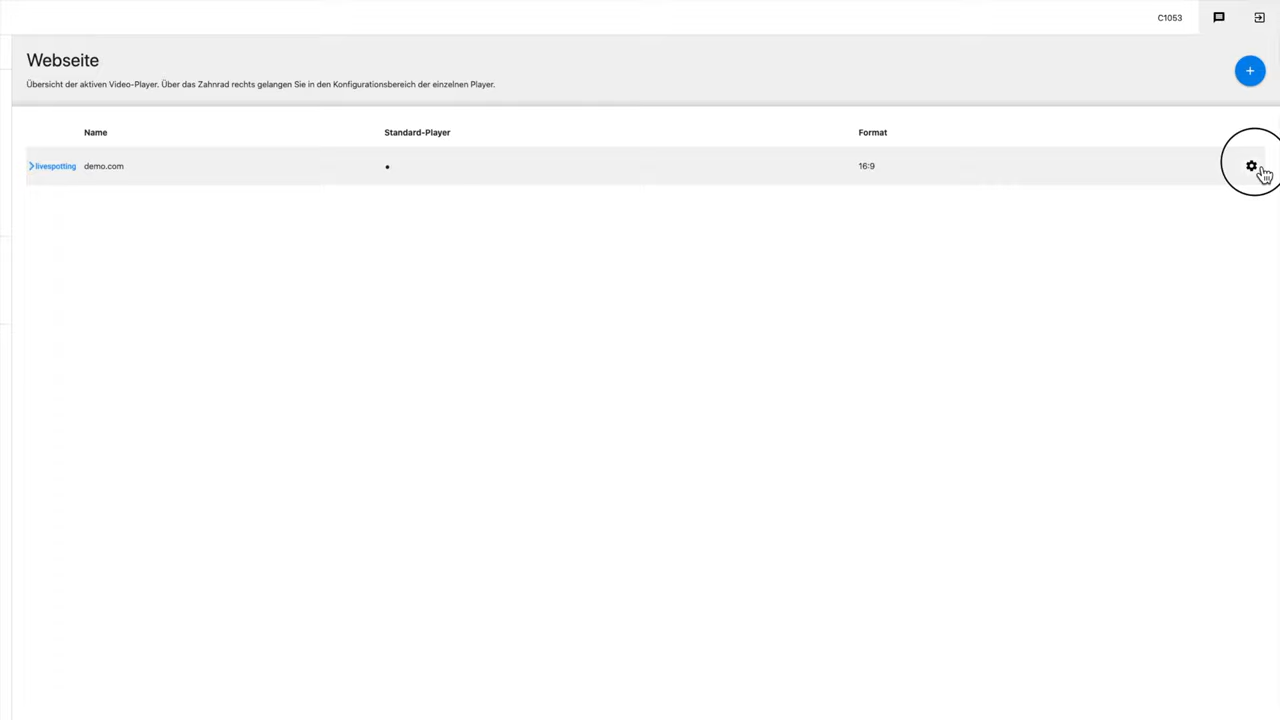 C1053
Webseite
Übersicht der aktiven Video-Player. Über das Zahnrad rechts gelangen Sie in den Konfigurationsbereich der einzelnen Player.
Name Standard-Player Format
livespotting demo.com • 16:9